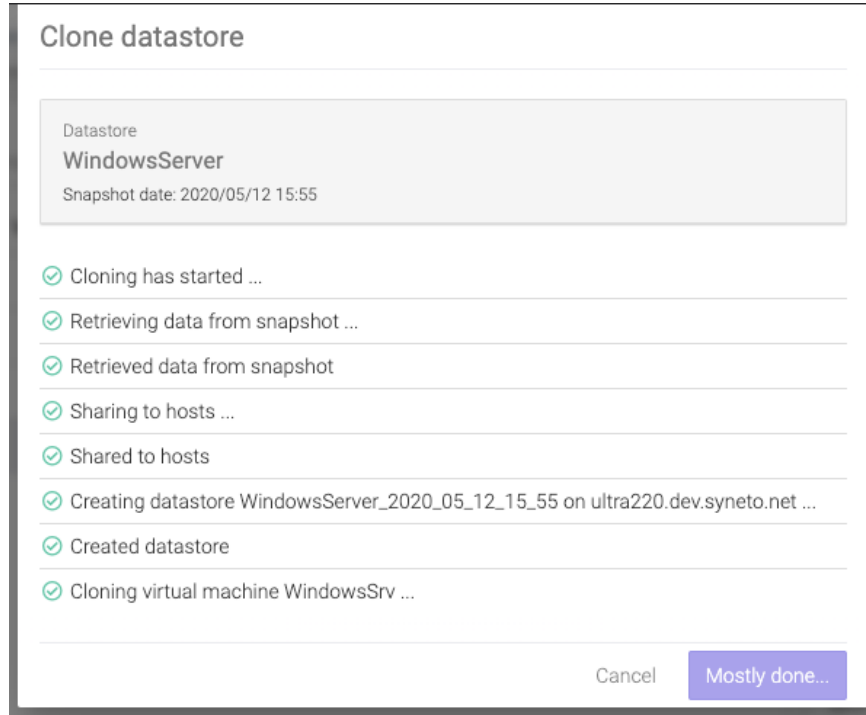 Clone datastore
Datastore
WindowsServer
Snapshot date: 2020/05/12 15:55
Cloning has started ...
Retrieving data from snapshot ...
Retrieved data from snapshot
Sharing to hosts ...
Shared to hosts
Creating datastore WindowsServer_2020_05_12_15_55 on ultra220.dev.syneto.net ...
Created datastore
Cloning virtual machine WindowsSrv ...
Cancel Mostly done...